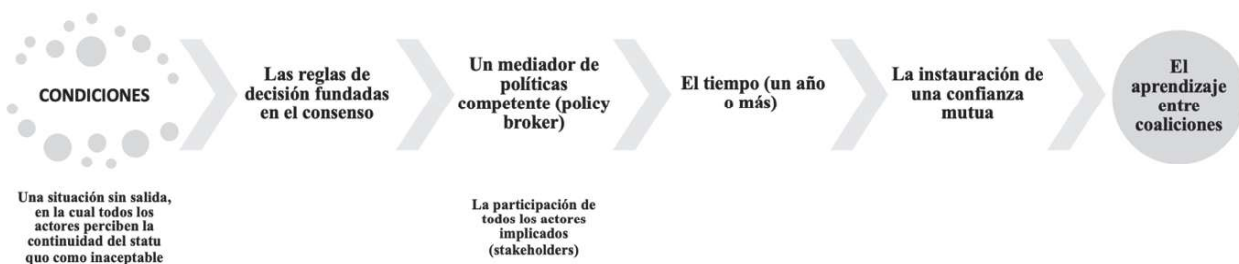 CONDICIONES
Una situación sin salida,
en la cual todos los
actores perciben la
continuidad del statu
quo como inaceptable
Las reglas de
decisión fundadas
en el consenso
Un mediador de
políticas
competente (policy
broker)
La participación de
todos los actores
implicados
(stakeholders)
El tiempo (un año
o más)
La instauración de
una confianza
mutua
El
aprendizaje
entre
coaliciones